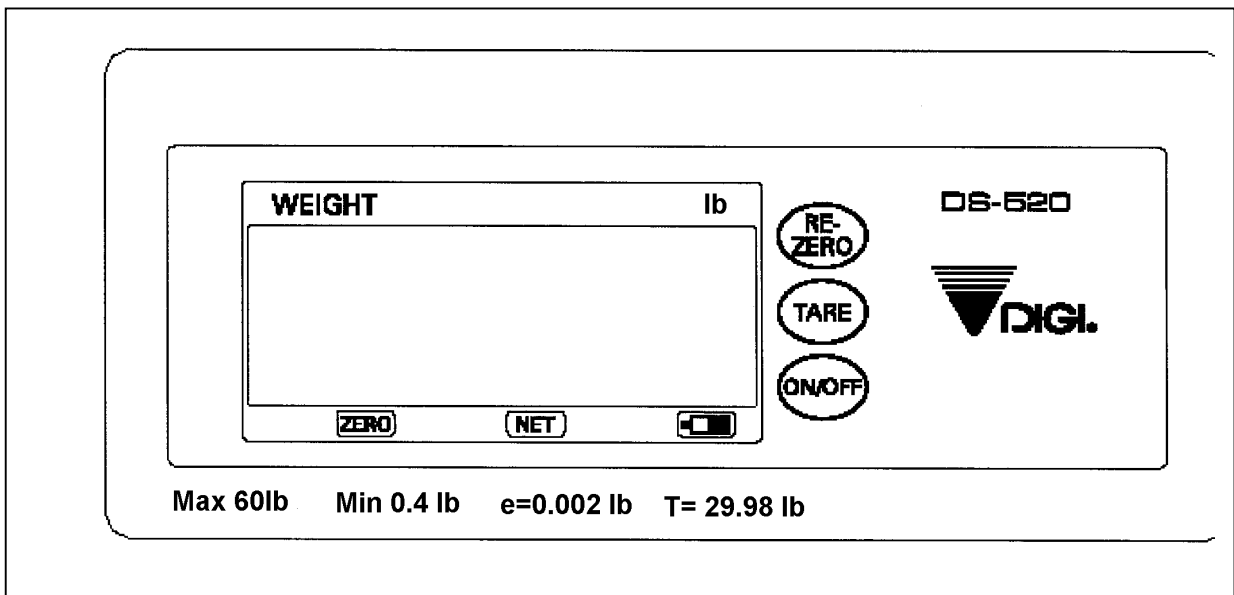 WEIGHT lb
RE-
ZERO
TARE
ON/OFF
DS-520
DIGI.
ZERO NET
Max 60lb Min 0.4 lb e=0.002 lb T= 29.98 lb